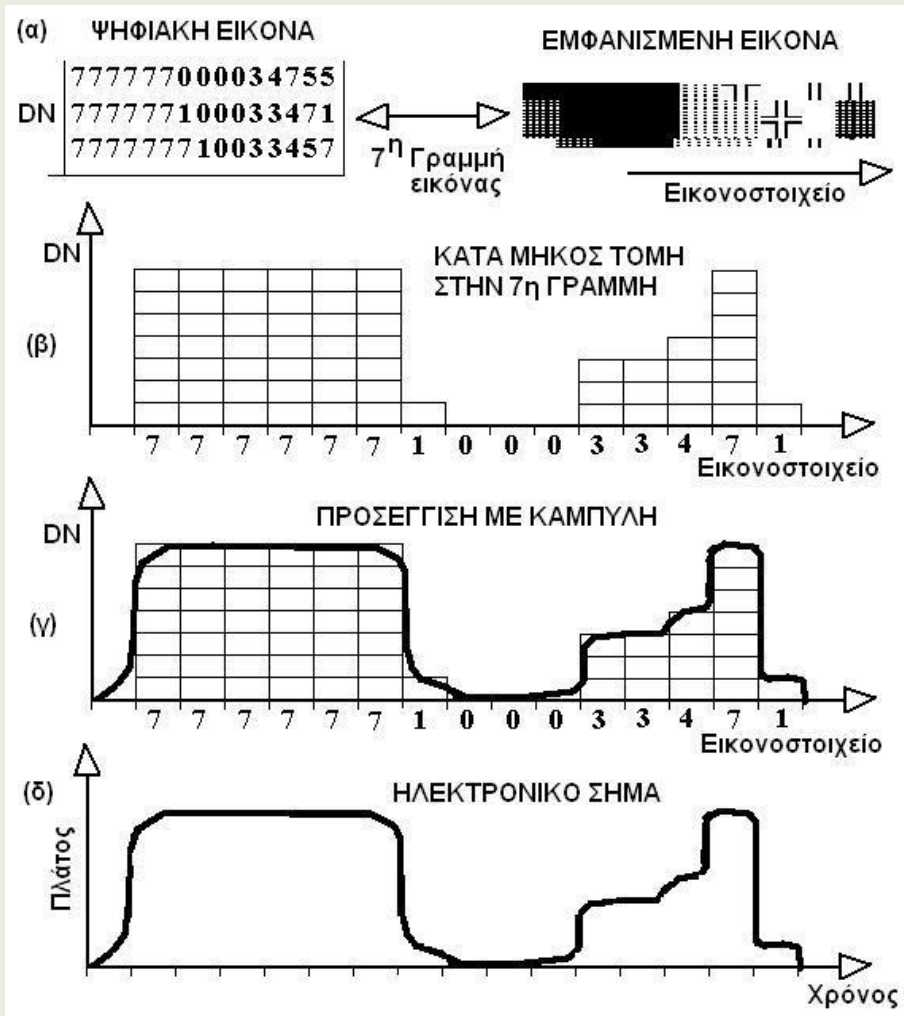 (α) ΨΗΦΙΑΚΗ ΕΙΚΟΝΑ
ΕΜΦΑΝΙΣΜΕΝΗ ΕΙΚΟΝΑ
777777000034755
DN 777777100033471
777777710033457
7η Γραμμή
εικόνας
Εικονοστοιχείο
DN
ΚΑΤΑ ΜΗΚΟΣ ΤΟΜΗ
ΣΤΗΝ 7η ΓΡΑΜΜΗ
(β)
7 7 7 7 7 7 1 0 0 0 3 3 4 7 1
Εικονοστοιχείο
ΠΡΟΣΕΓΓΙΣΗ ΜΕ ΚΑΜΠΥΛΗ
DN
(γ)
7 7 7 7 7 7 1 0 0 0 3 3 4 7 1
Εικονοστοιχείο
(δ)
ΗΛΕΚΤΡΟΝΙΚΟ ΣΗΜΑ
Πλάτος
Χρόνος